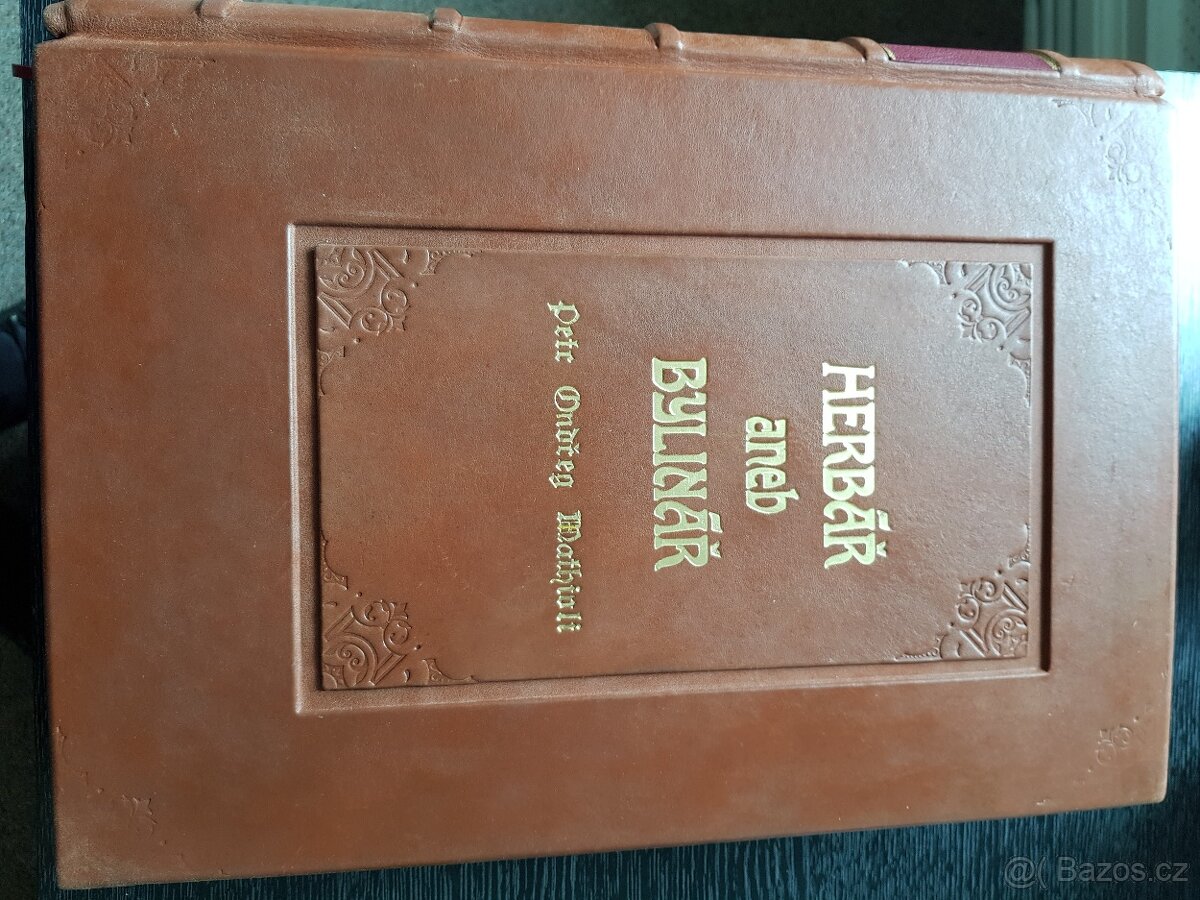 HERBÁŘ
aneb
BYLINÁŘ
Petr Ondřeg Mathioli
@( Bazos.cz